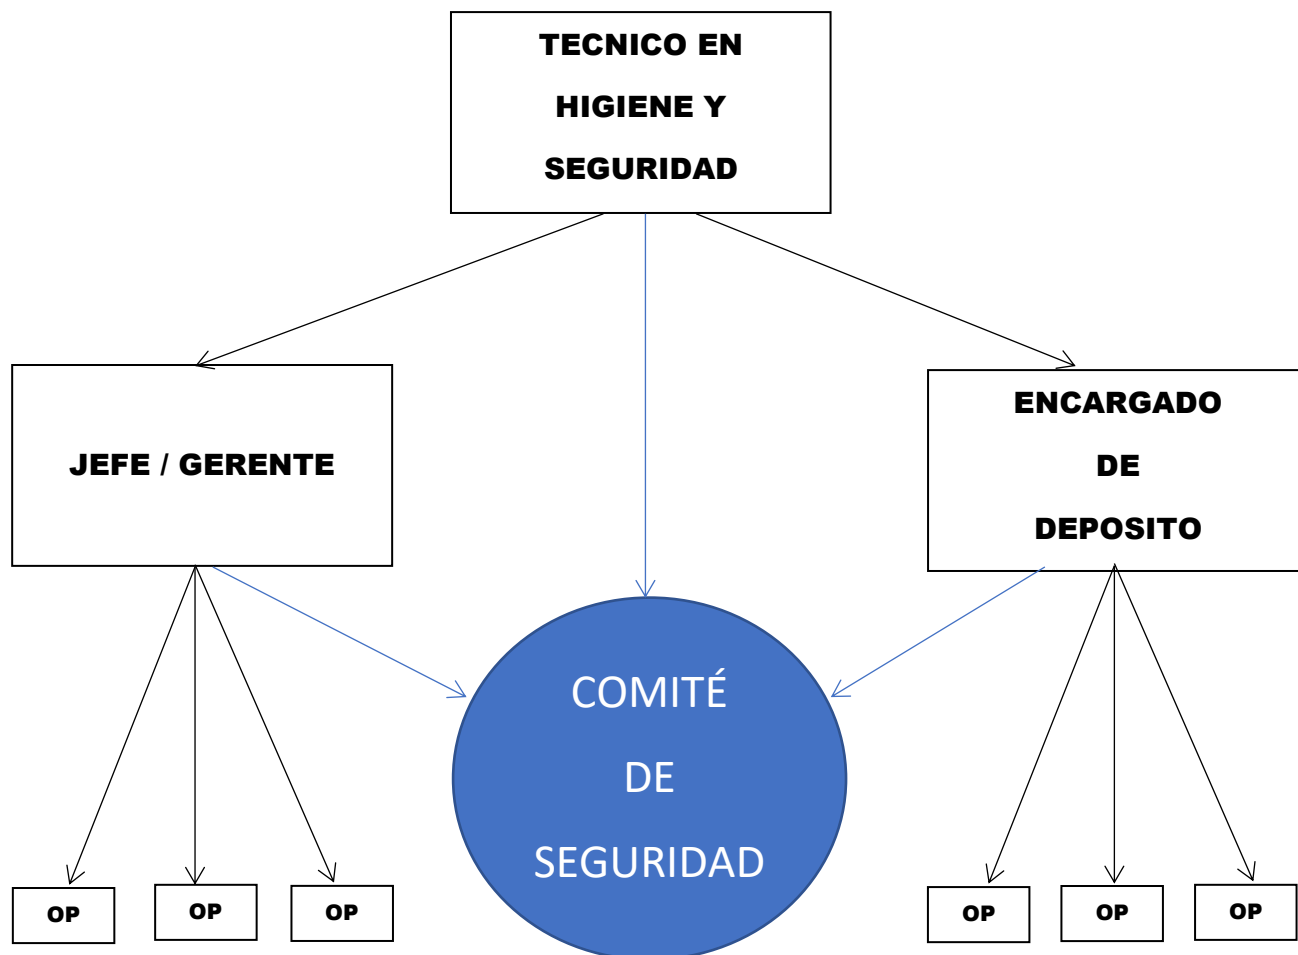 TECNICO EN
HIGIENE Y
SEGURIDAD
JEFE / GERENTE
ENCARGADO
DE
DEPOSITO
COMITÉ
DE
SEGURIDAD
OP
OP
OP
OP
OP
OP